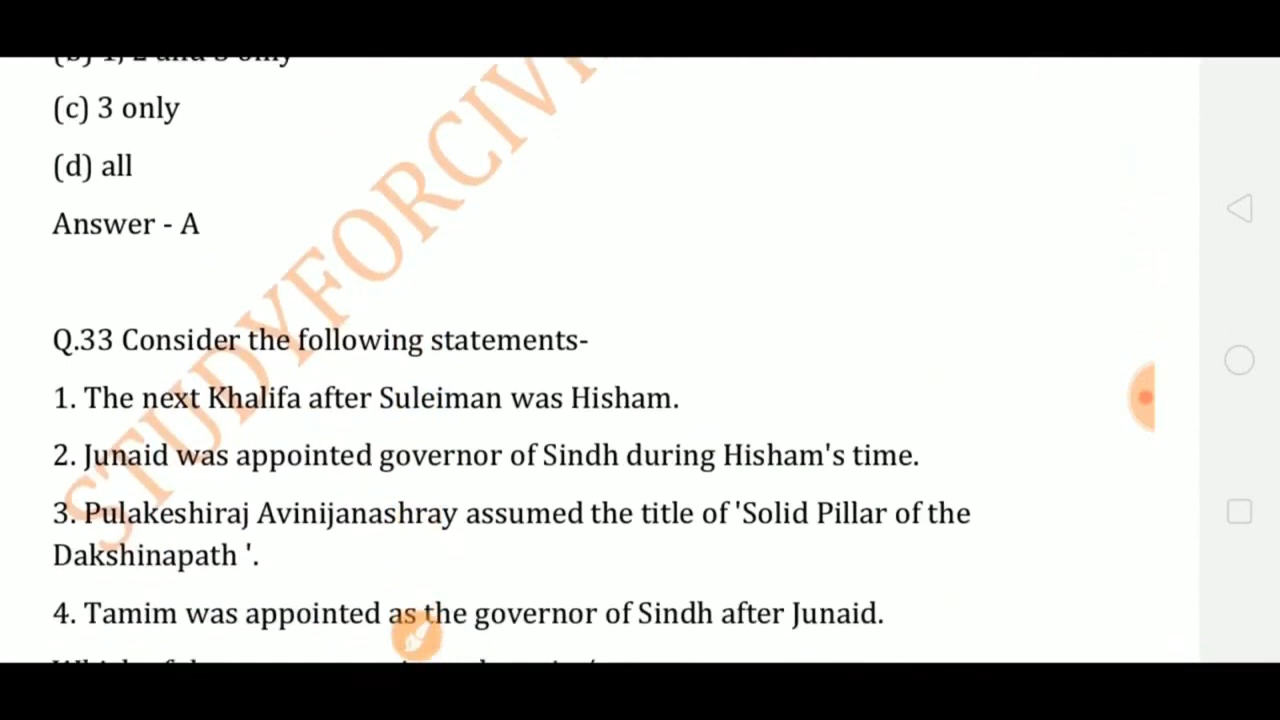 (c) 3 only
(d) all
Answer - A
Q.33 Consider the following statements-
1. The next Khalifa after Suleiman was Hisham.
2. Junaid was appointed governor of Sindh during Hisham's time.
3. Pulakeshiraj Avinijanashray assumed the title of 'Solid Pillar of the
Dakshinapath '.
4. Tamim was appointed as the governor of Sindh after Junaid.
STUDYFORCIV